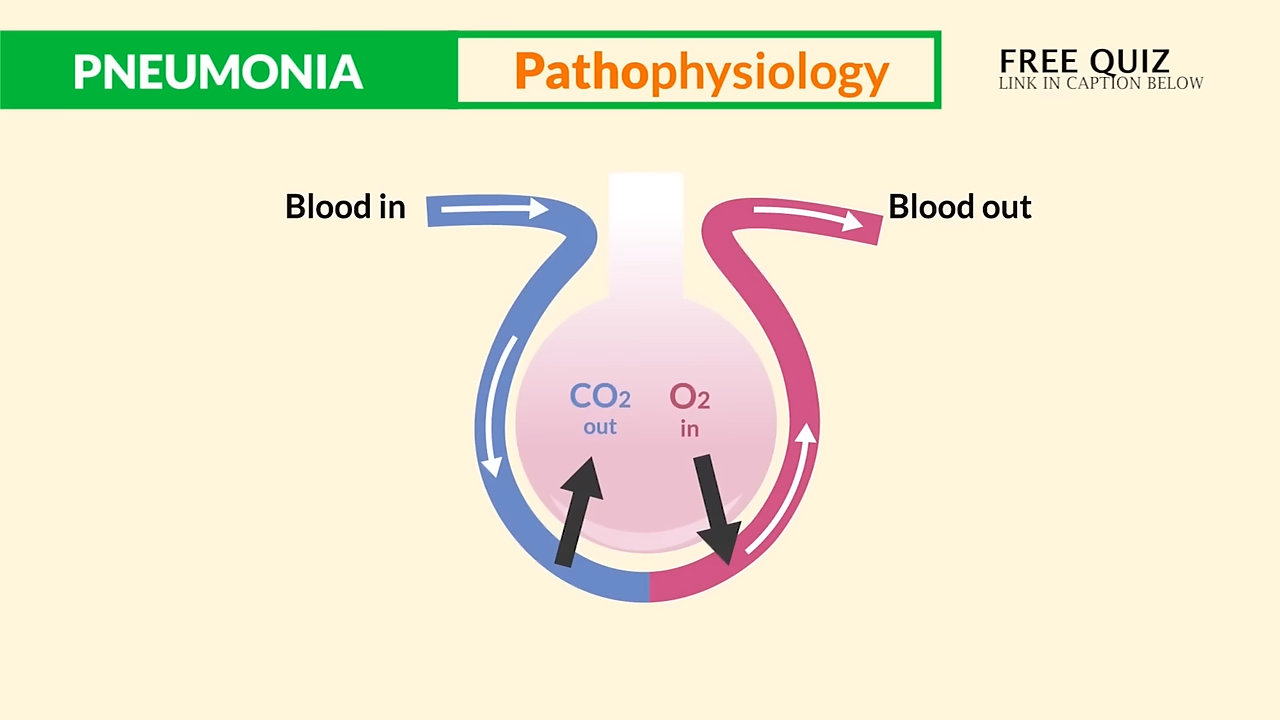 PNEUMONIA
Pathophysiology
FREE QUIZ
LINK IN CAPTION BELOW
Blood in
Blood out
CO2
out
O2
in